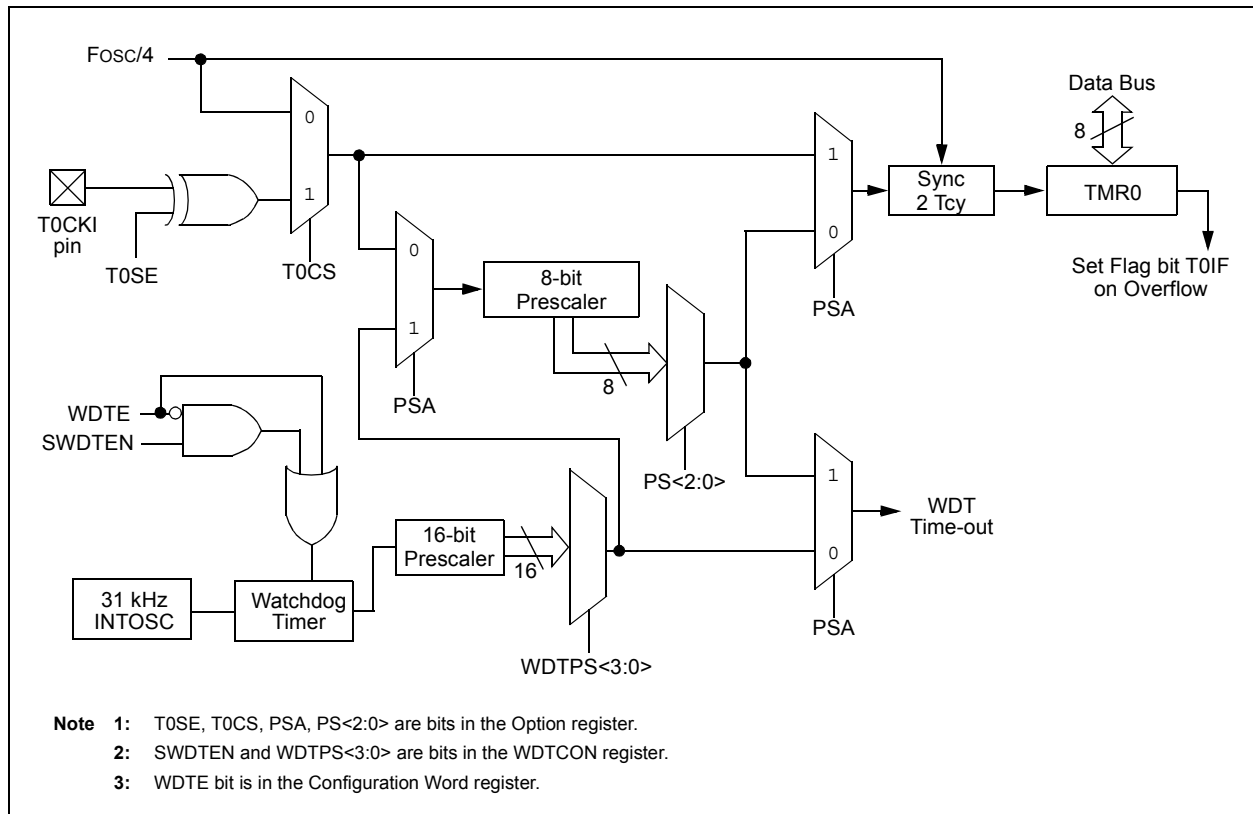 FOSC/4
Data Bus
0
1
8
1
T0CKI
pin
Sync
2 TCY
TMR0
0
T0SE
T0CS
0
8-bit
Prescaler
Set Flag bit T0IF
on Overflow
PSA
1
8
WDTE
PSA
SWDTEN
PS<2:0>
1
WDT
Time-out
16-bit
Prescaler
16
0
31 kHz
INTOSC
Watchdog
Timer
PSA
WDTPS<3:0>
Note 1: T0SE, T0CS, PSA, PS<2:0> are bits in the Option register.
2: SWDTEN and WDTPS<3:0> are bits in the WDTCON register.
3: WDTE bit is in the Configuration Word register.